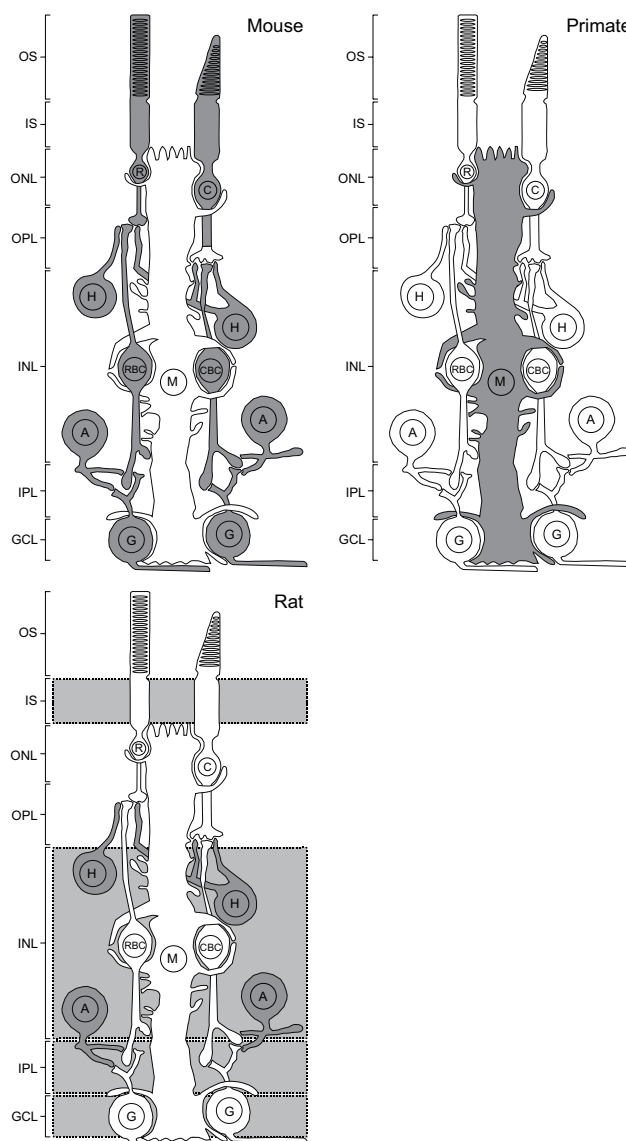 Mouse
OS
IS
ONL
OPL
INL
IPL
GCL
R
C
H
H
RBC
M
CBC
A
A
G
G
Primate
OS
IS
ONL
OPL
INL
IPL
GCL
R
C
H
H
RBC
M
CBC
A
A
G
G
Rat
OS
IS
ONL
OPL
INL
IPL
GCL
R
C
H
H
RBC
M
CBC
A
A
G
G